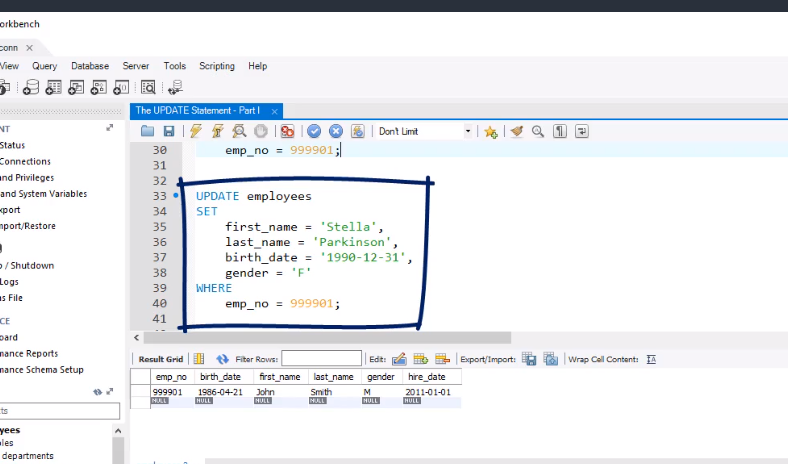 orkbench
conn
View Query Database Server Tools Scripting Help
The UPDATE Statement - Part I
NT
Status
Connections
and Privileges
and System Variables
xport
mport/Restore
/ Shutdown
Logs
s File
CE
oard
mance Reports
mance Schema Setup
ts
yees
les
departments
Don't Limit
30 emp_no = 999901;
31
32
33 UPDATE employees
34 SET
35 first_name = 'Stella',
36 last_name = 'Parkinson',
37 birth_date = '1990-12-31',
38 gender = 'F'
39 WHERE
40 emp_no = 999901;
41
Result Grid Filter Rows: Edit: Export/Import: Wrap Cell Content:
emp_no birth_date first_name last_name gender hire_date
999901 1986-04-21 John Smith M 2011-01-01
NULL NULL NULL NULL NULL NULL